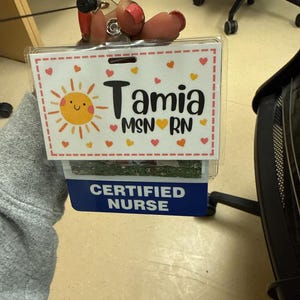 Tamia
MSN RN
CERTIFIED
NURSE